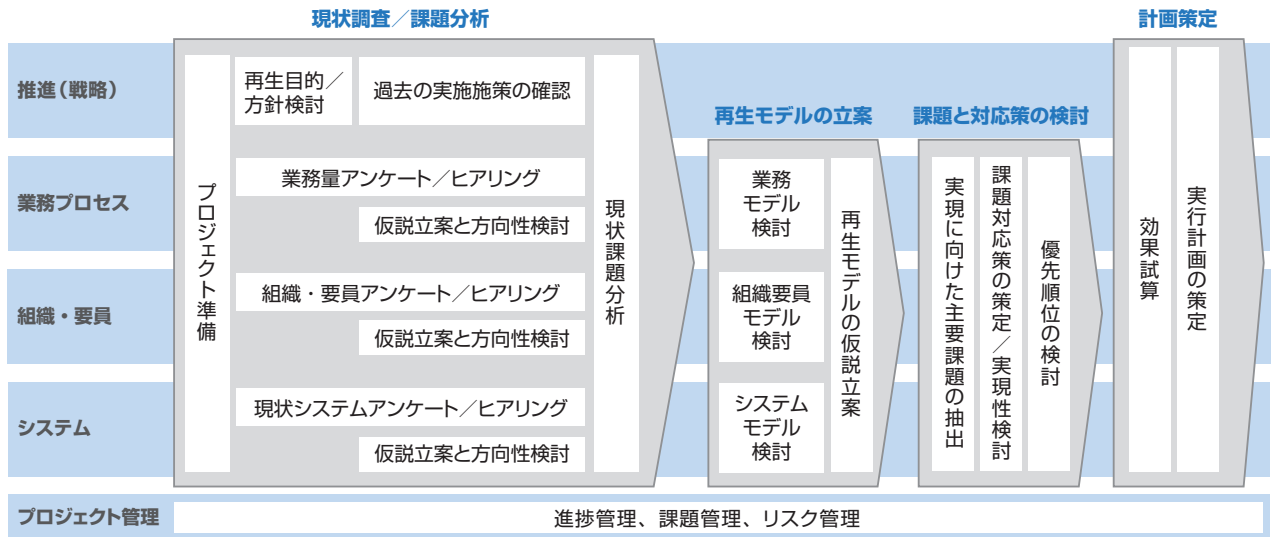 現状調査／課題分析
計画策定
推進（戦略）
再生目的／
方針検討
過去の実施施策の確認
再生モデルの立案
課題と対応策の検討
業務プロセス
プロジェクト準備
業務量アンケート／ヒアリング
仮説立案と方向性検討
現状課題分析
業務
モデル
検討
再生モデルの仮説立案
実現に向けた主要課題の抽出
課題対応策の策定／実現性検討
優先順位の検討
効果試算
実行計画の策定
組織・要員
組織・要員アンケート／ヒアリング
仮説立案と方向性検討
組織要員
モデル
検討
システム
現状システムアンケート／ヒアリング
仮説立案と方向性検討
システム
モデル
検討
プロジェクト管理
進捗管理、課題管理、リスク管理